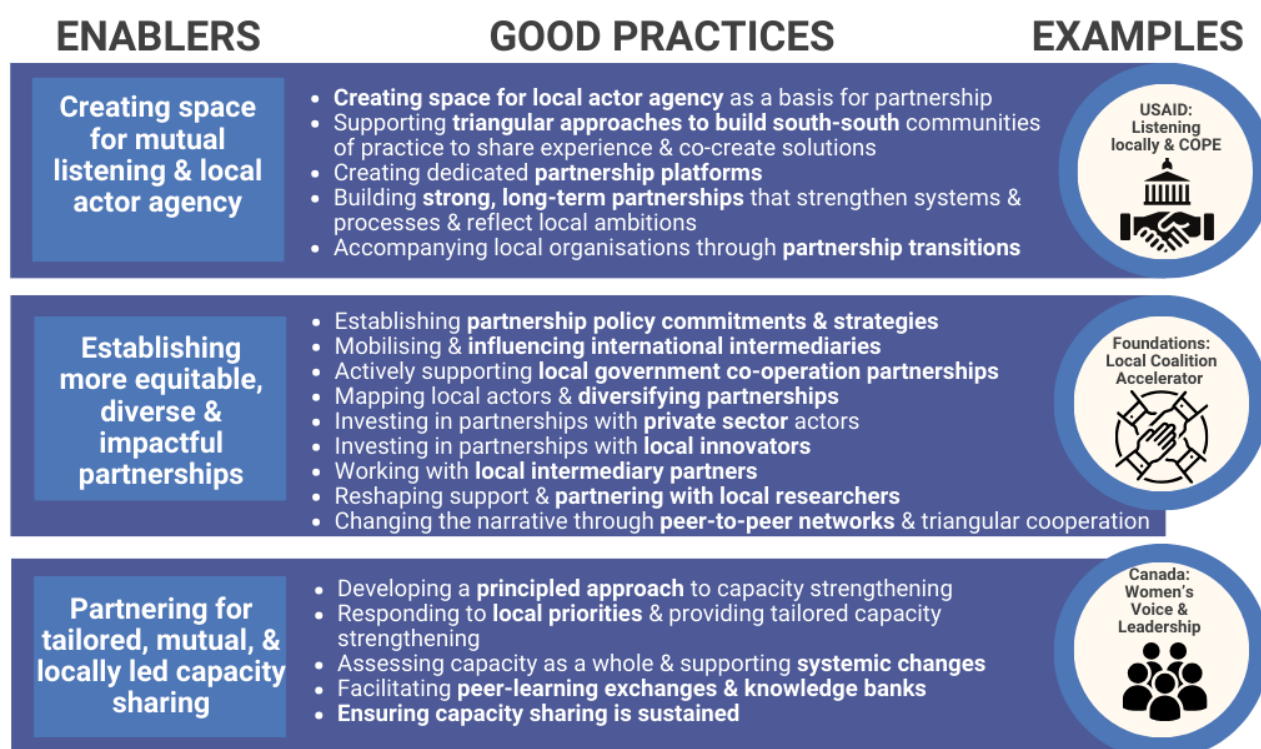 ENABLERS
GOOD PRACTICES
EXAMPLES
Creating space
for mutual
listening & local
actor agency
• Creating space for local actor agency as a basis for partnership
• Supporting triangular approaches to build south-south communities
of practice to share experience & co-create solutions
• Creating dedicated partnership platforms
• Building strong, long-term partnerships that strengthen systems &
processes & reflect local ambitions
• Accompanying local organisations through partnership transitions
USAID:
Listening
locally & COPE
Establishing
more equitable,
diverse &
impactful
partnerships
• Establishing partnership policy commitments & strategies
• Mobilising & influencing international intermediaries
• Actively supporting local government co-operation partnerships
• Mapping local actors & diversifying partnerships
• Investing in partnerships with private sector actors
• Investing in partnerships with local innovators
• Working with local intermediary partners
• Reshaping support & partnering with local researchers
• Changing the narrative through peer-to-peer networks & triangular cooperation
Foundations:
Local Coalition
Accelerator
Partnering for
tailored, mutual, &
locally led capacity
sharing
• Developing a principled approach to capacity strengthening
• Responding to local priorities & providing tailored capacity
strengthening
• Assessing capacity as a whole & supporting systemic changes
• Facilitating peer-learning exchanges & knowledge banks
• Ensuring capacity sharing is sustained
Canada:
Women's
Voice &
Leadership